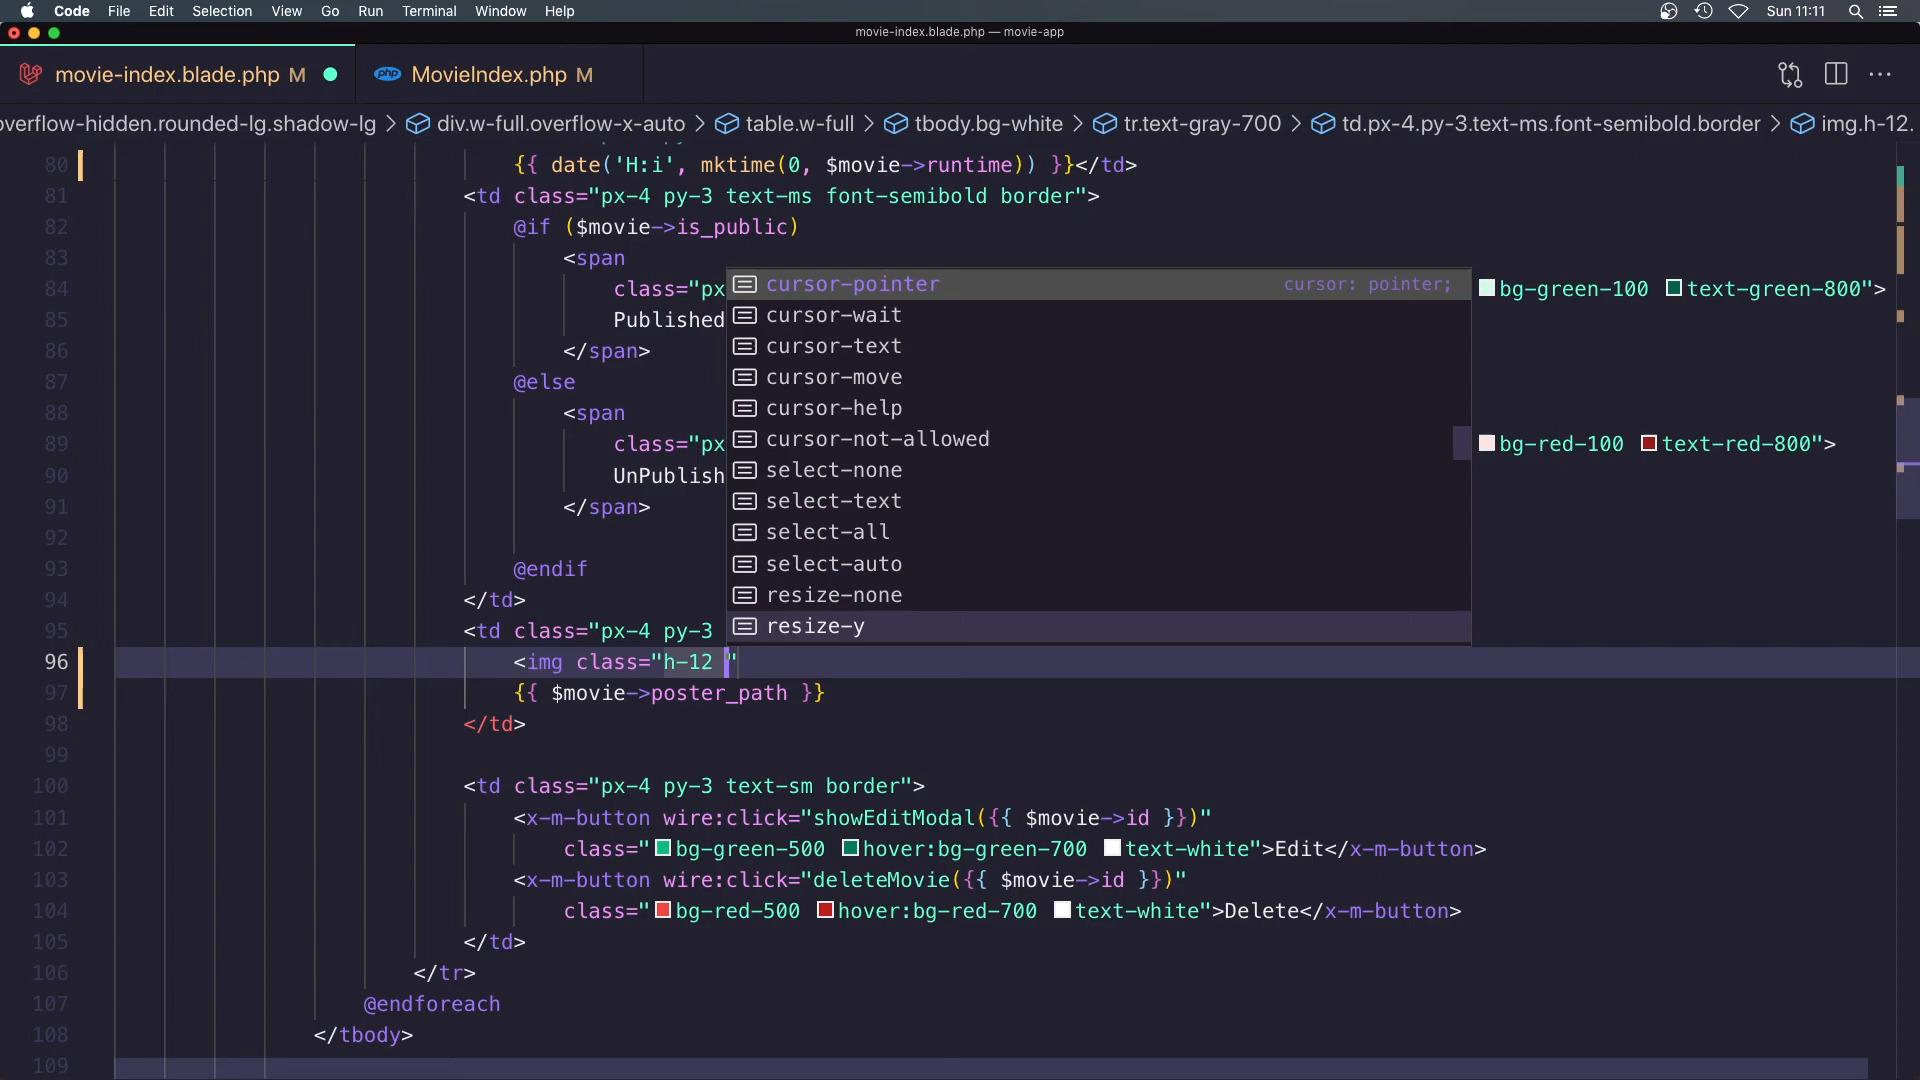 Code File Edit Selection View Go Run Terminal Window Help Sun 11:11
movie-index.blade.php — movie-app
movie-index.blade.php M php MovieIndex.php M
overflow-hidden.rounded-lg.shadow-lg > div.w-full.overflow-x-auto > table.w-full > tbody.bg-white > tr.text-gray-700 > td.px-4.py-3.text-ms.font-semibold.border > img.h-12.
80 {{ date('H:i', mktime(0, $movie->runtime)) }}</td>
81 <td class="px-4 py-3 text-ms font-semibold border">
82 @if ($movie->is_public)
83 <span
84 class="px bg-green-100 text-green-800">
85 Published
86 </span>
87 @else
88 <span
89 class="px bg-red-100 text-red-800">
90 UnPublish
91 </span>
92
93 @endif
94 </td>
95 <td class="px-4 py-3
96 <img class="h-12 "
97 {{ $movie->poster_path }}
98 </td>
99
100 <td class="px-4 py-3 text-sm border">
101 <x-m-button wire:click="showEditModal({{ $movie->id }})"
102 class="bg-green-500 hover:bg-green-700 text-white">Edit</x-m-button>
103 <x-m-button wire:click="deleteMovie({{ $movie->id }})"
104 class="bg-red-500 hover:bg-red-700 text-white">Delete</x-m-button>
105 </td>
106 </tr>
107 @endforeach
108 </tbody>
109
cursor-pointer cursor: pointer;
cursor-wait
cursor-text
cursor-move
cursor-help
cursor-not-allowed
select-none
select-text
select-all
select-auto
resize-none
resize-y